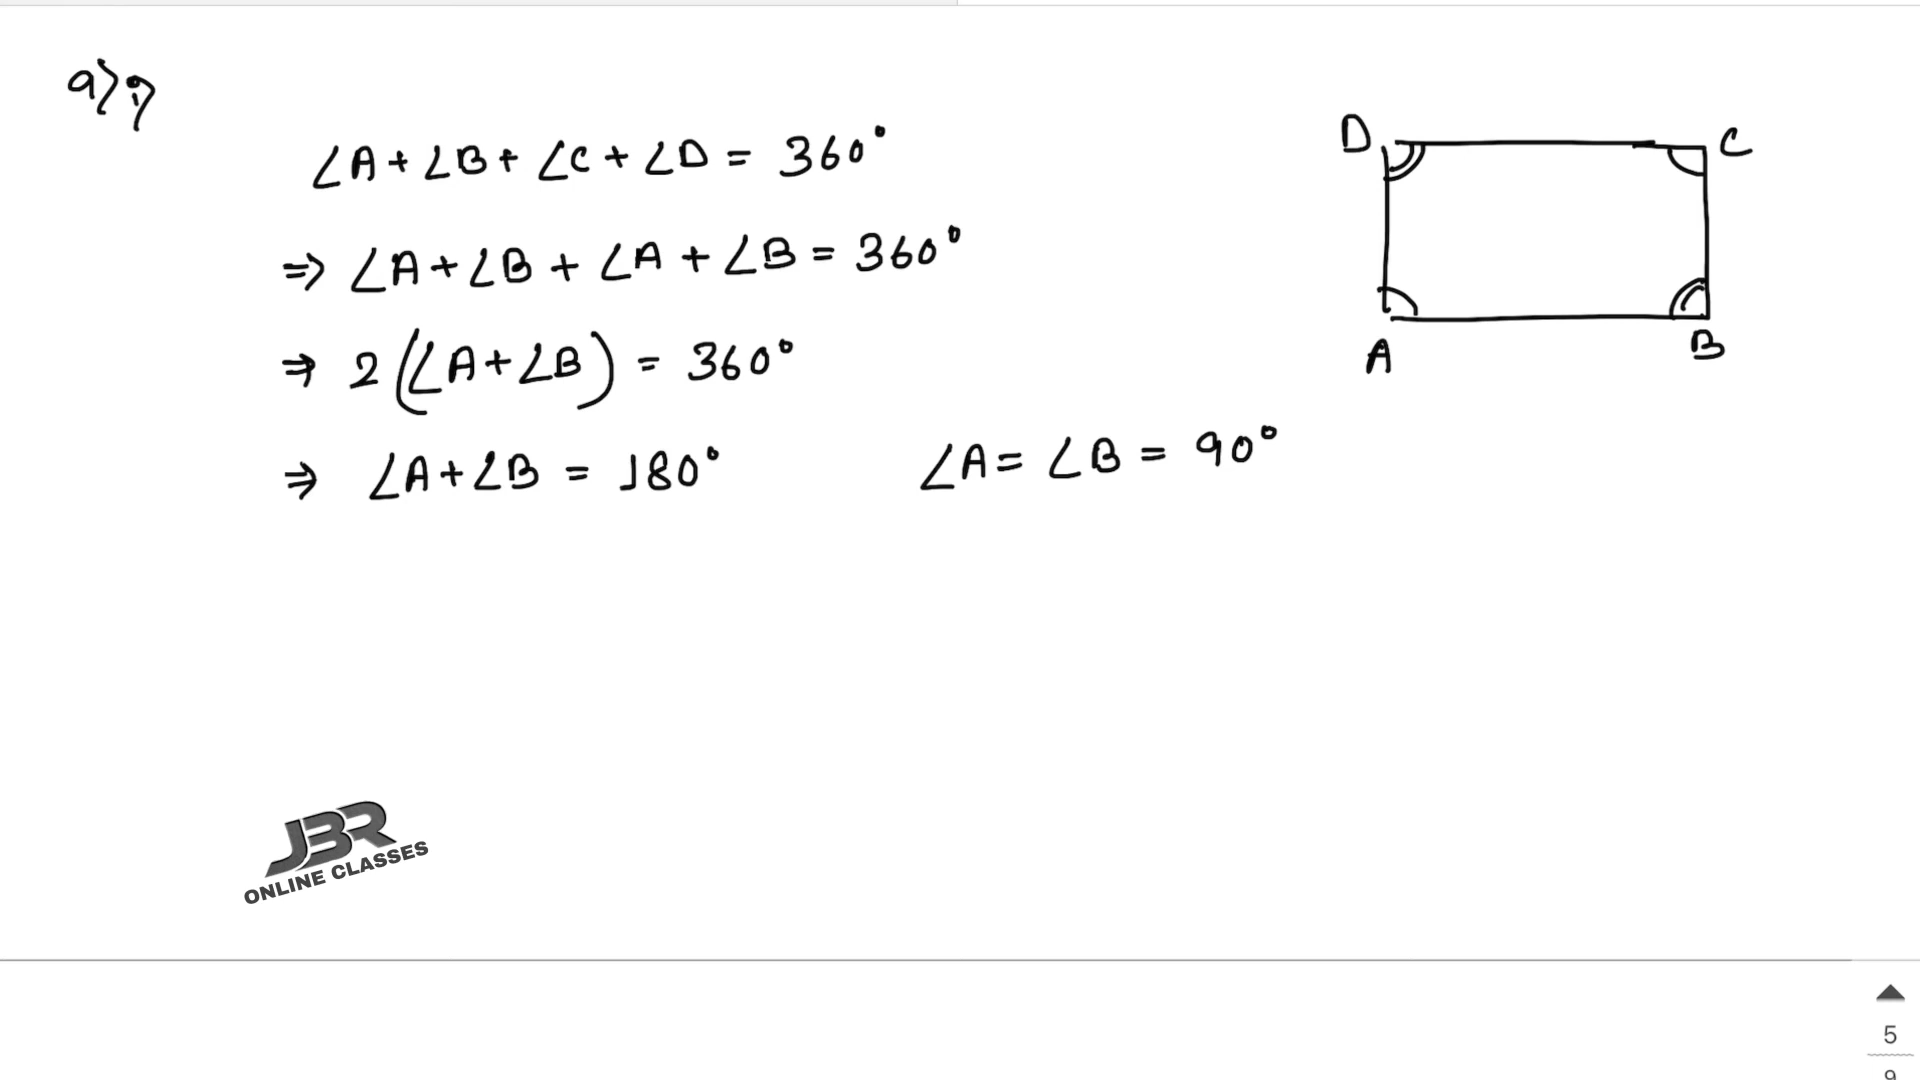 a) i)
∠A + ∠B + ∠C + ∠D = 360°
⇒ ∠A + ∠B + ∠A + ∠B = 360°
⇒ 2(∠A + ∠B) = 360°
⇒ ∠A + ∠B = 180°
∠A = ∠B = 90°
D C
A B
JBR
ONLINE CLASSES
5
9